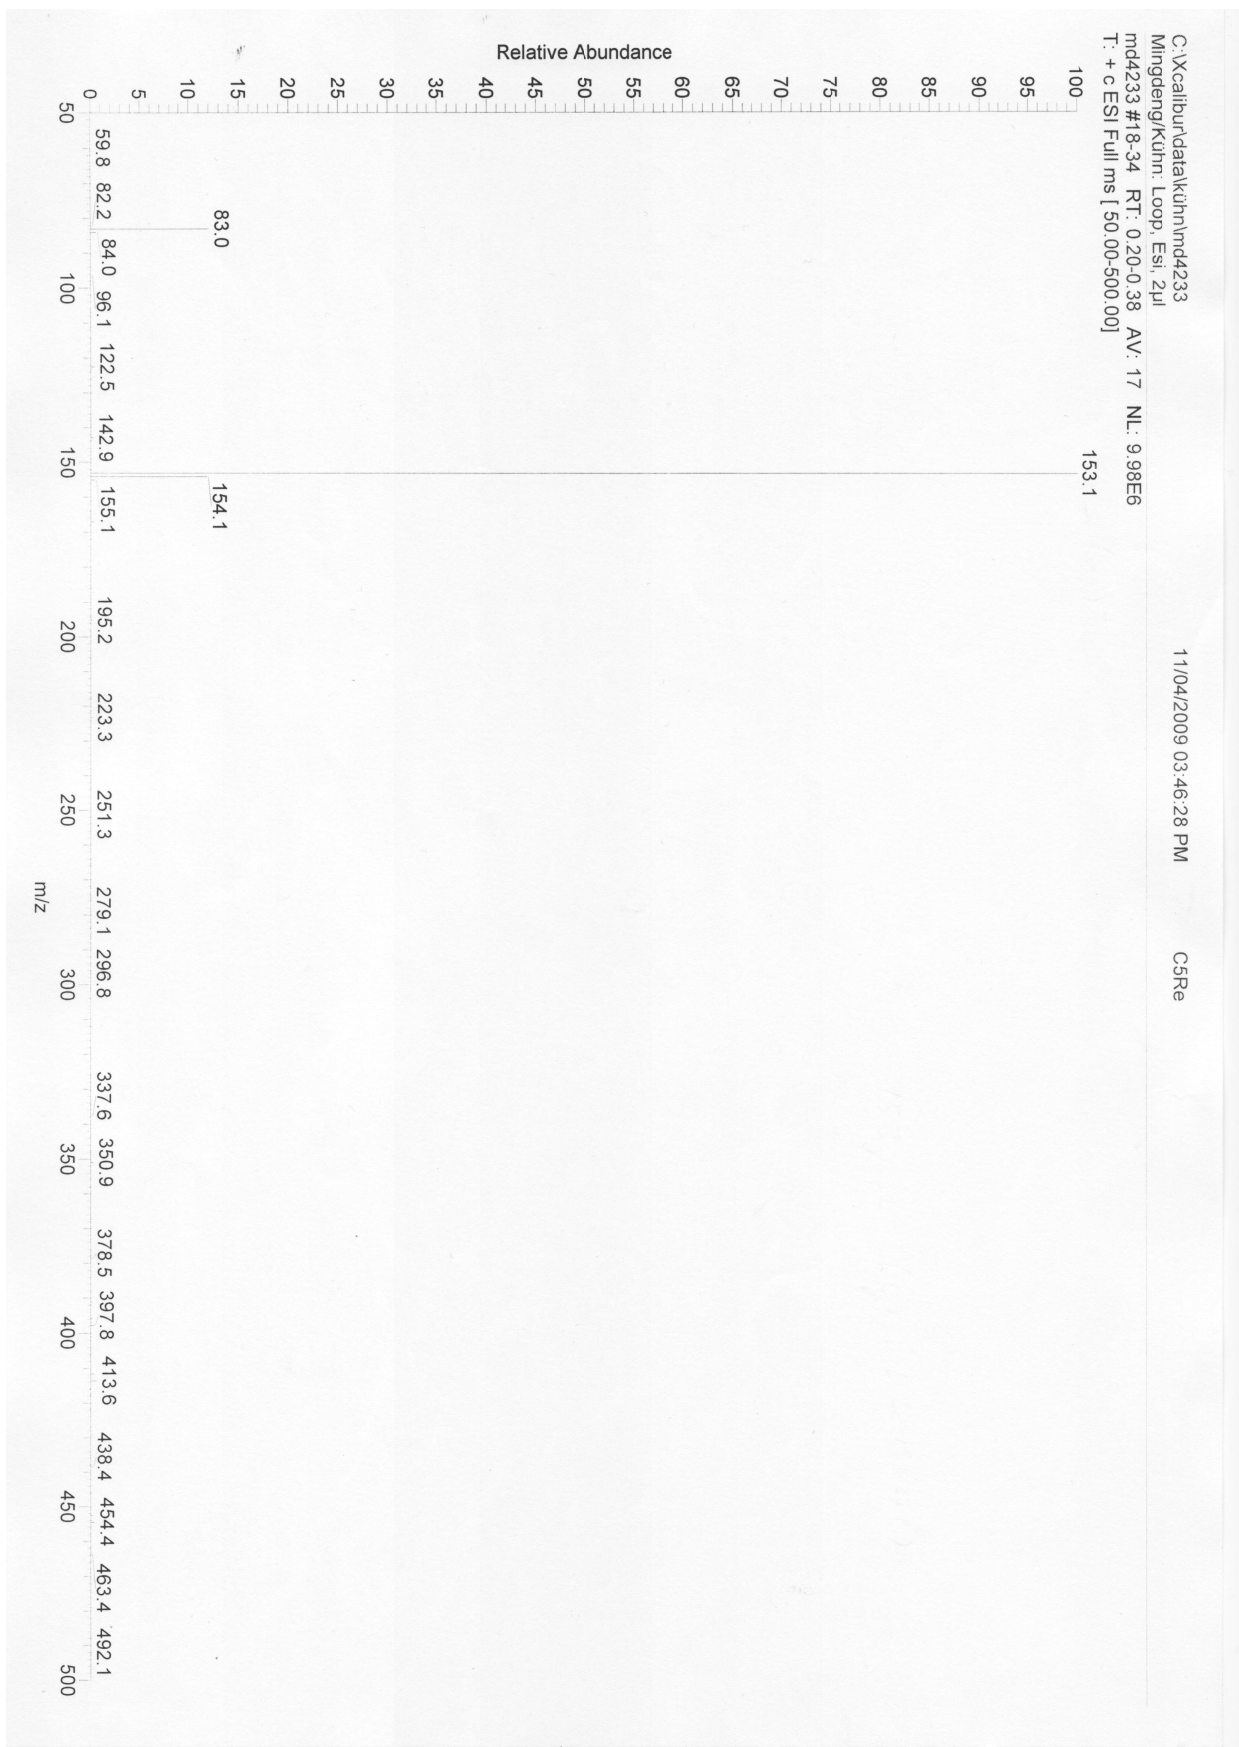 C:\Xcalibur\data\kühn\md4233 11/04/2009 03:46:28 PM C5Re
Mingdeng/Kühn: Loop, Esi, 2µl
md4233 #18-34 RT: 0.20-0.38 AV: 17 NL: 9.98E6
T: + c ESI Full ms [ 50.00-500.00]
153.1
100
95
90
85
80
75
70
65
60
55
50
45
40
35
30
25
20
15
10
5
0
Relative Abundance
83.0 154.1
59.8 82.2 84.0 96.1 122.5 142.9 155.1 195.2 223.3 251.3 279.1 296.8 337.6 350.9 378.5 397.8 413.6 438.4 454.4 463.4 492.1
50 100 150 200 250 300 350 400 450 500
m/z